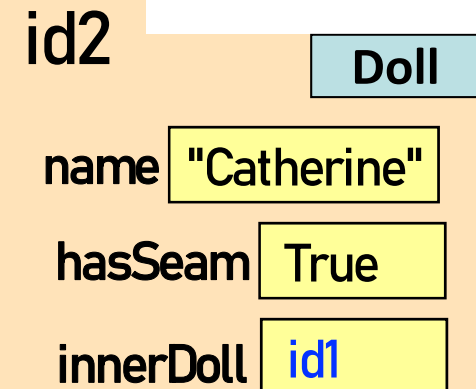 id2
Doll
name "Catherine"
hasSeam True
innerDoll id1